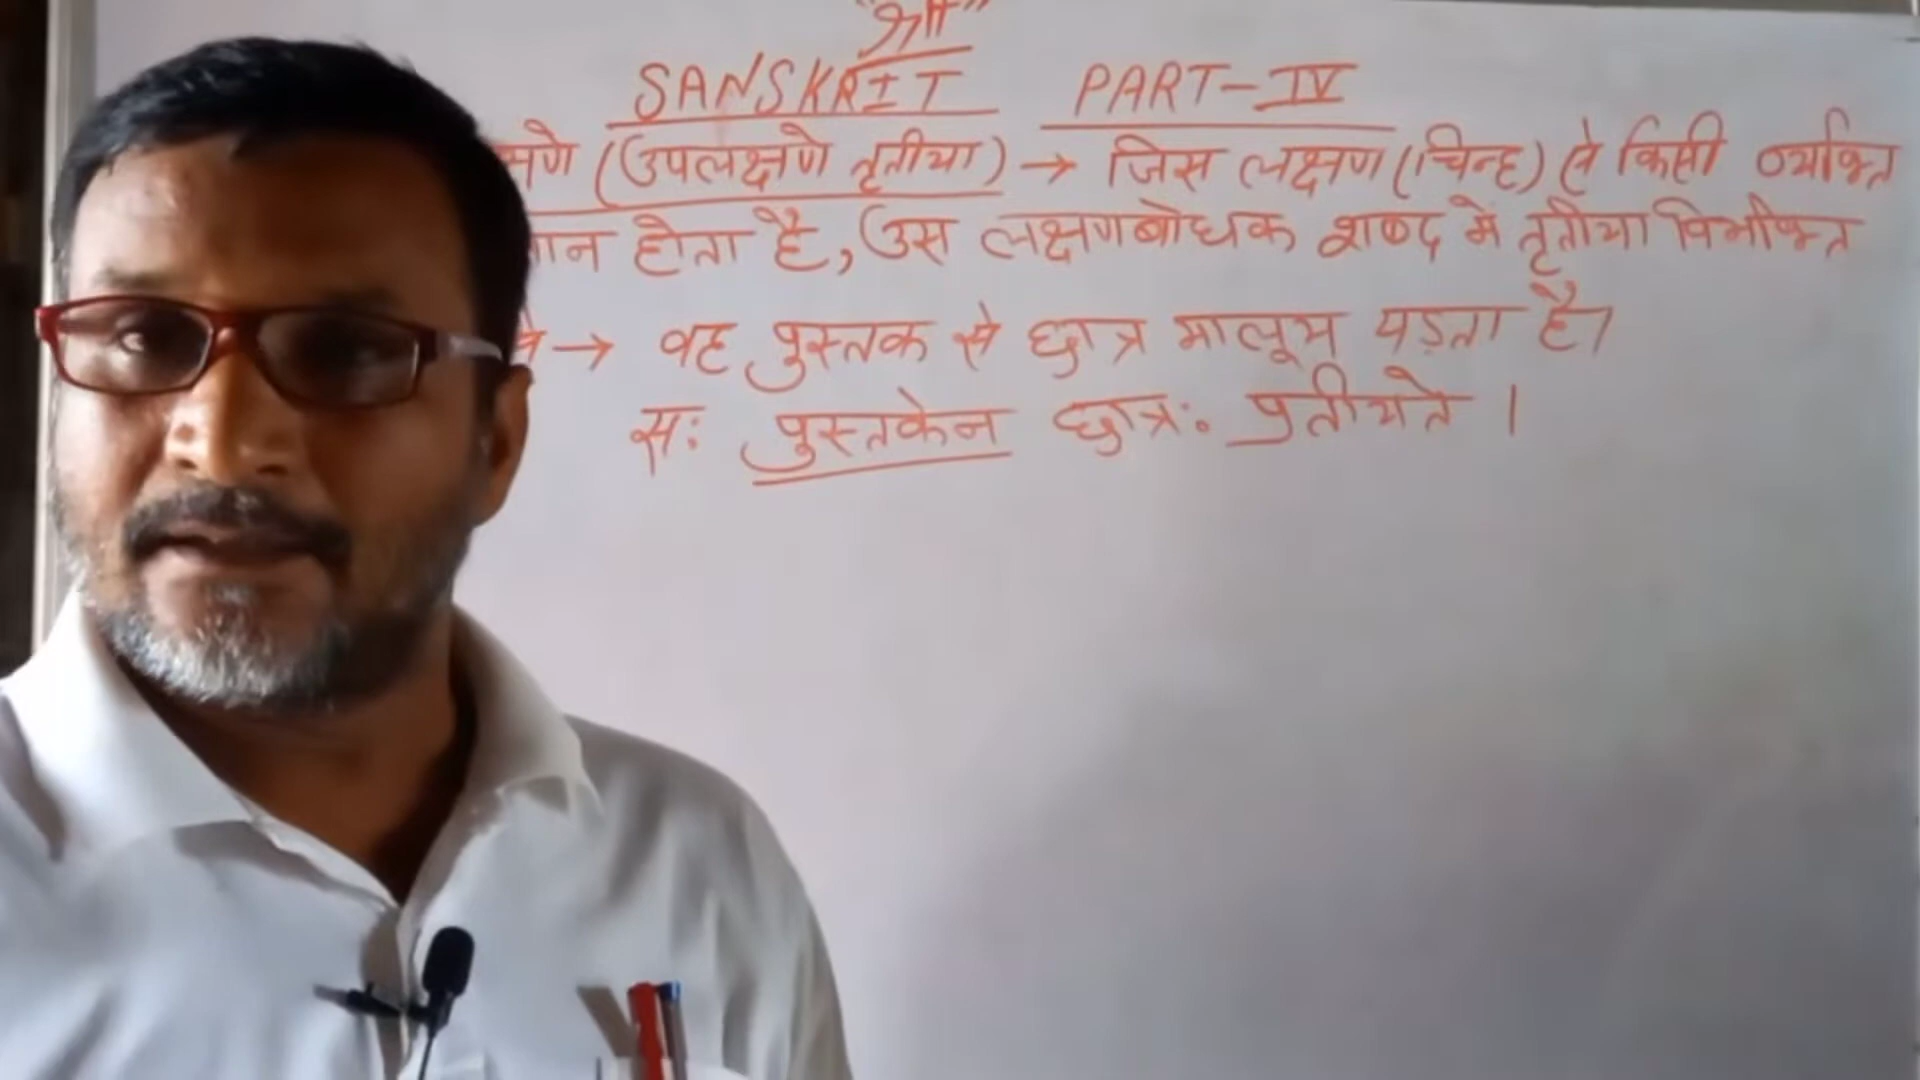 "श्री"
SANSKRIT PART-IV
(उपलक्षणे तृतीया) → जिस लक्षण (चिन्ह) से किसी व्यक्ति
होता है, उस लक्षणबोधक शब्द में तृतीया विभक्ति
→ वह पुस्तक से छात्र मालूम पड़ता है।
सः पुस्तकेन छात्रः प्रतीयते ।